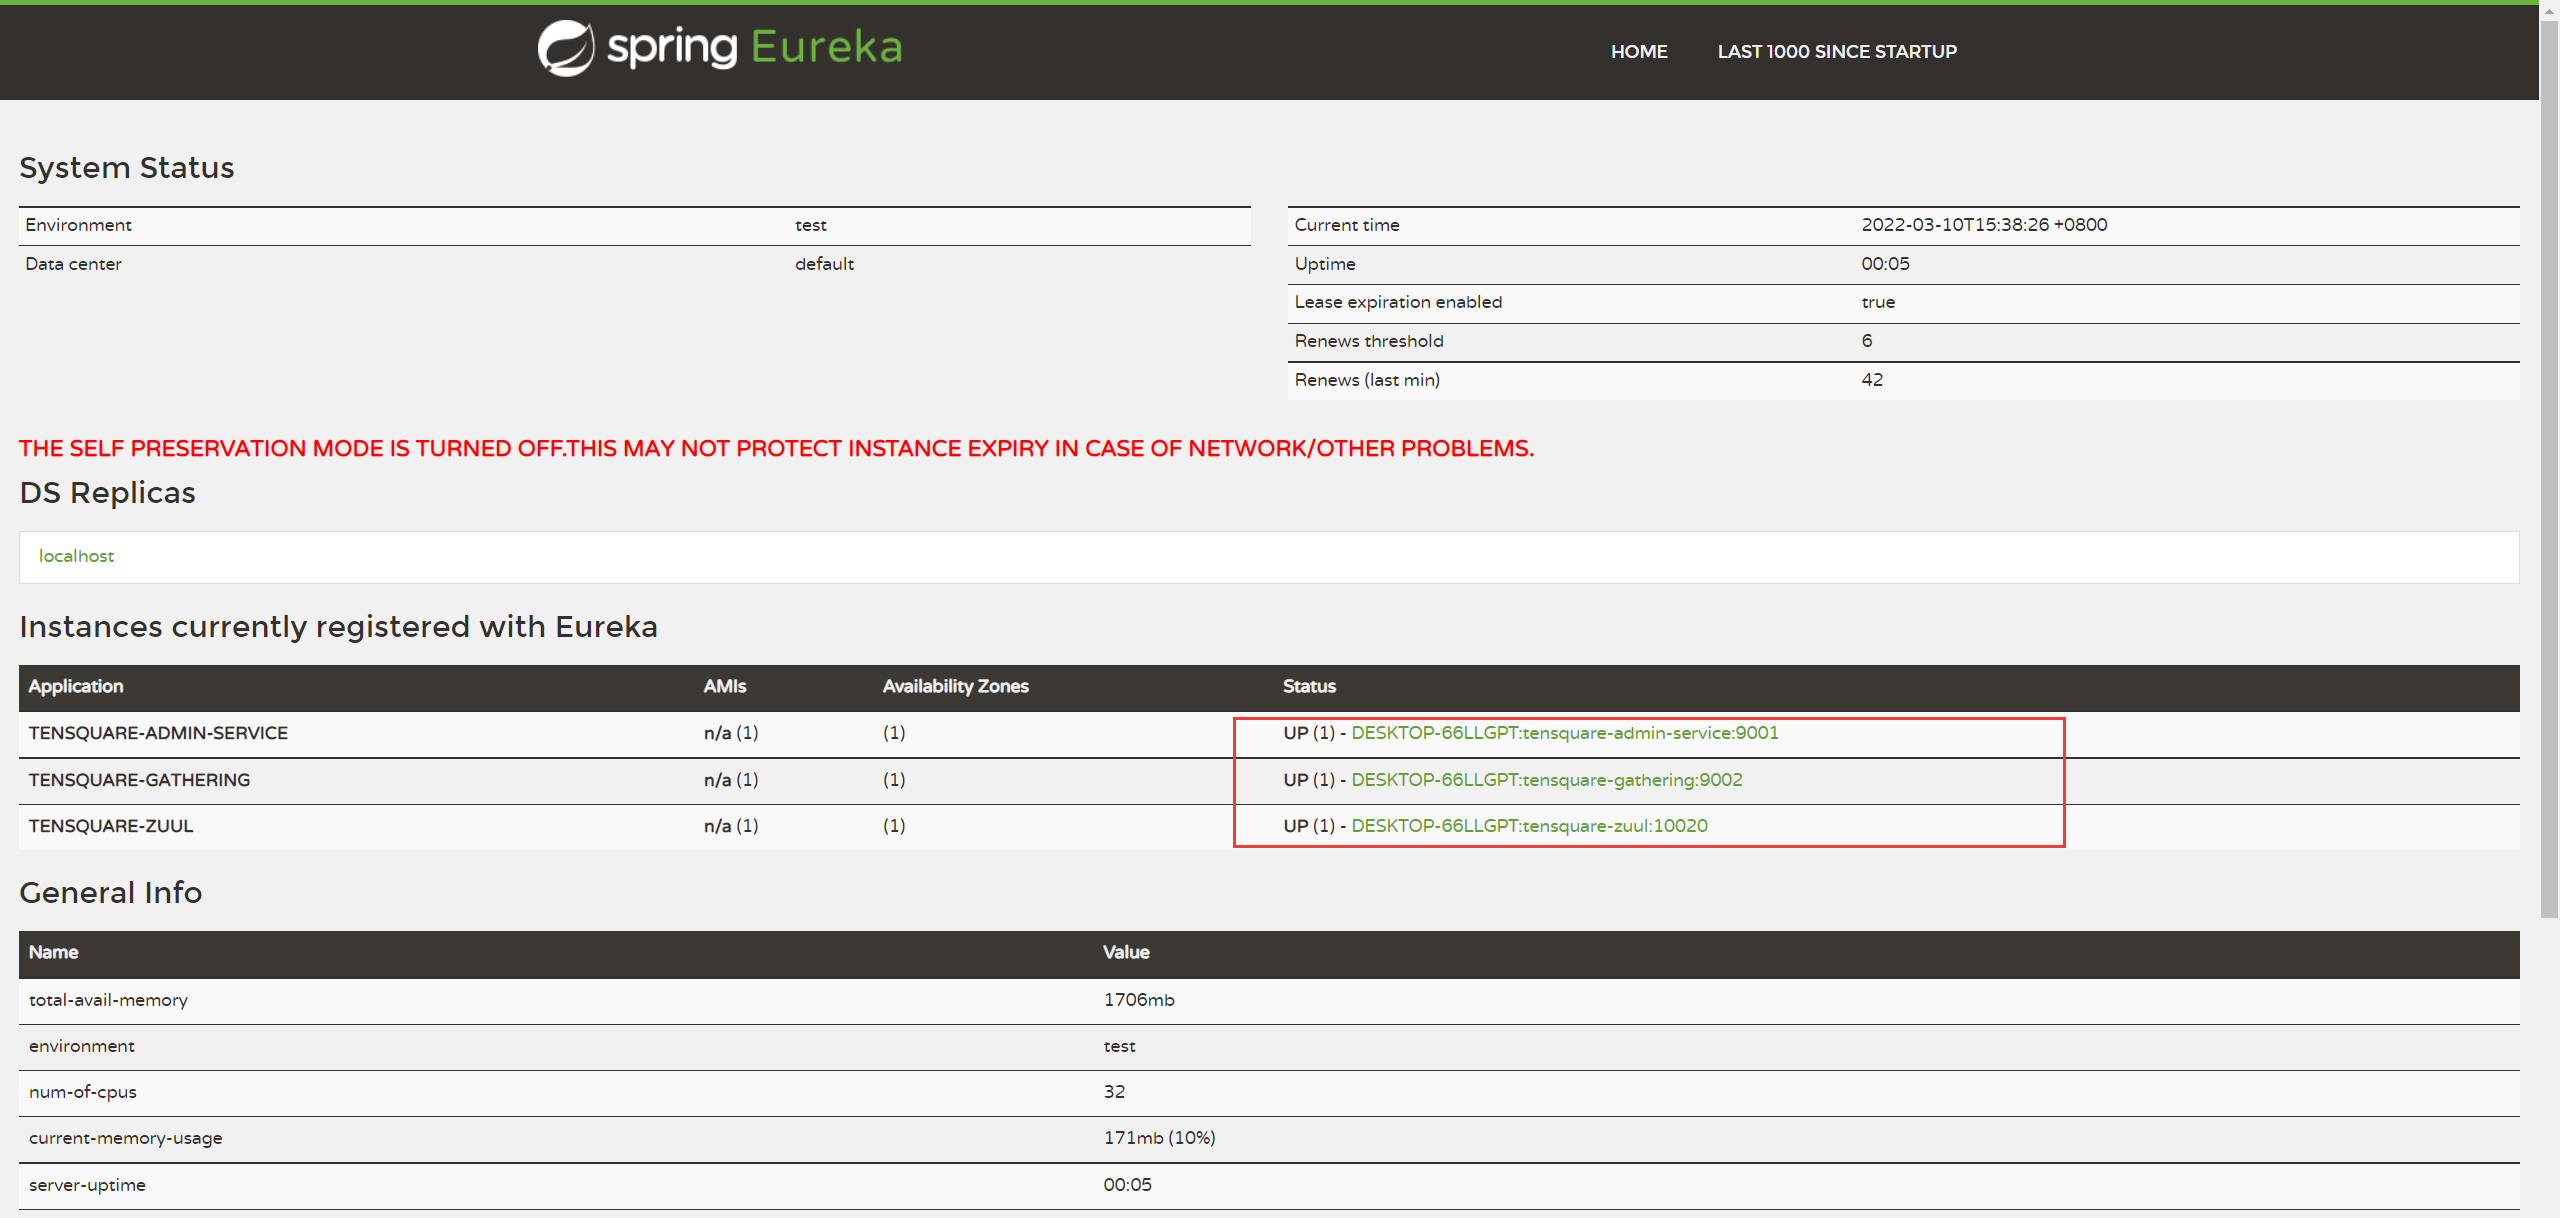 spring Eureka
HOME LAST 1000 SINCE STARTUP
System Status
Environment test
Data center default
Current time 2022-03-10T15:38:26 +0800
Uptime 00:05
Lease expiration enabled true
Renews threshold 6
Renews (last min) 42
THE SELF PRESERVATION MODE IS TURNED OFF.THIS MAY NOT PROTECT INSTANCE EXPIRY IN CASE OF NETWORK/OTHER PROBLEMS.
DS Replicas
localhost
Instances currently registered with Eureka
Application AMIs Availability Zones Status
TENSQUARE-ADMIN-SERVICE n/a (1) (1) UP (1) - DESKTOP-66LLGPT:tensquare-admin-service:9001
TENSQUARE-GATHERING n/a (1) (1) UP (1) - DESKTOP-66LLGPT:tensquare-gathering:9002
TENSQUARE-ZUUL n/a (1) (1) UP (1) - DESKTOP-66LLGPT:tensquare-zuul:10020
General Info
Name Value
total-avail-memory 1706mb
environment test
num-of-cpus 32
current-memory-usage 171mb (10%)
server-uptime 00:05